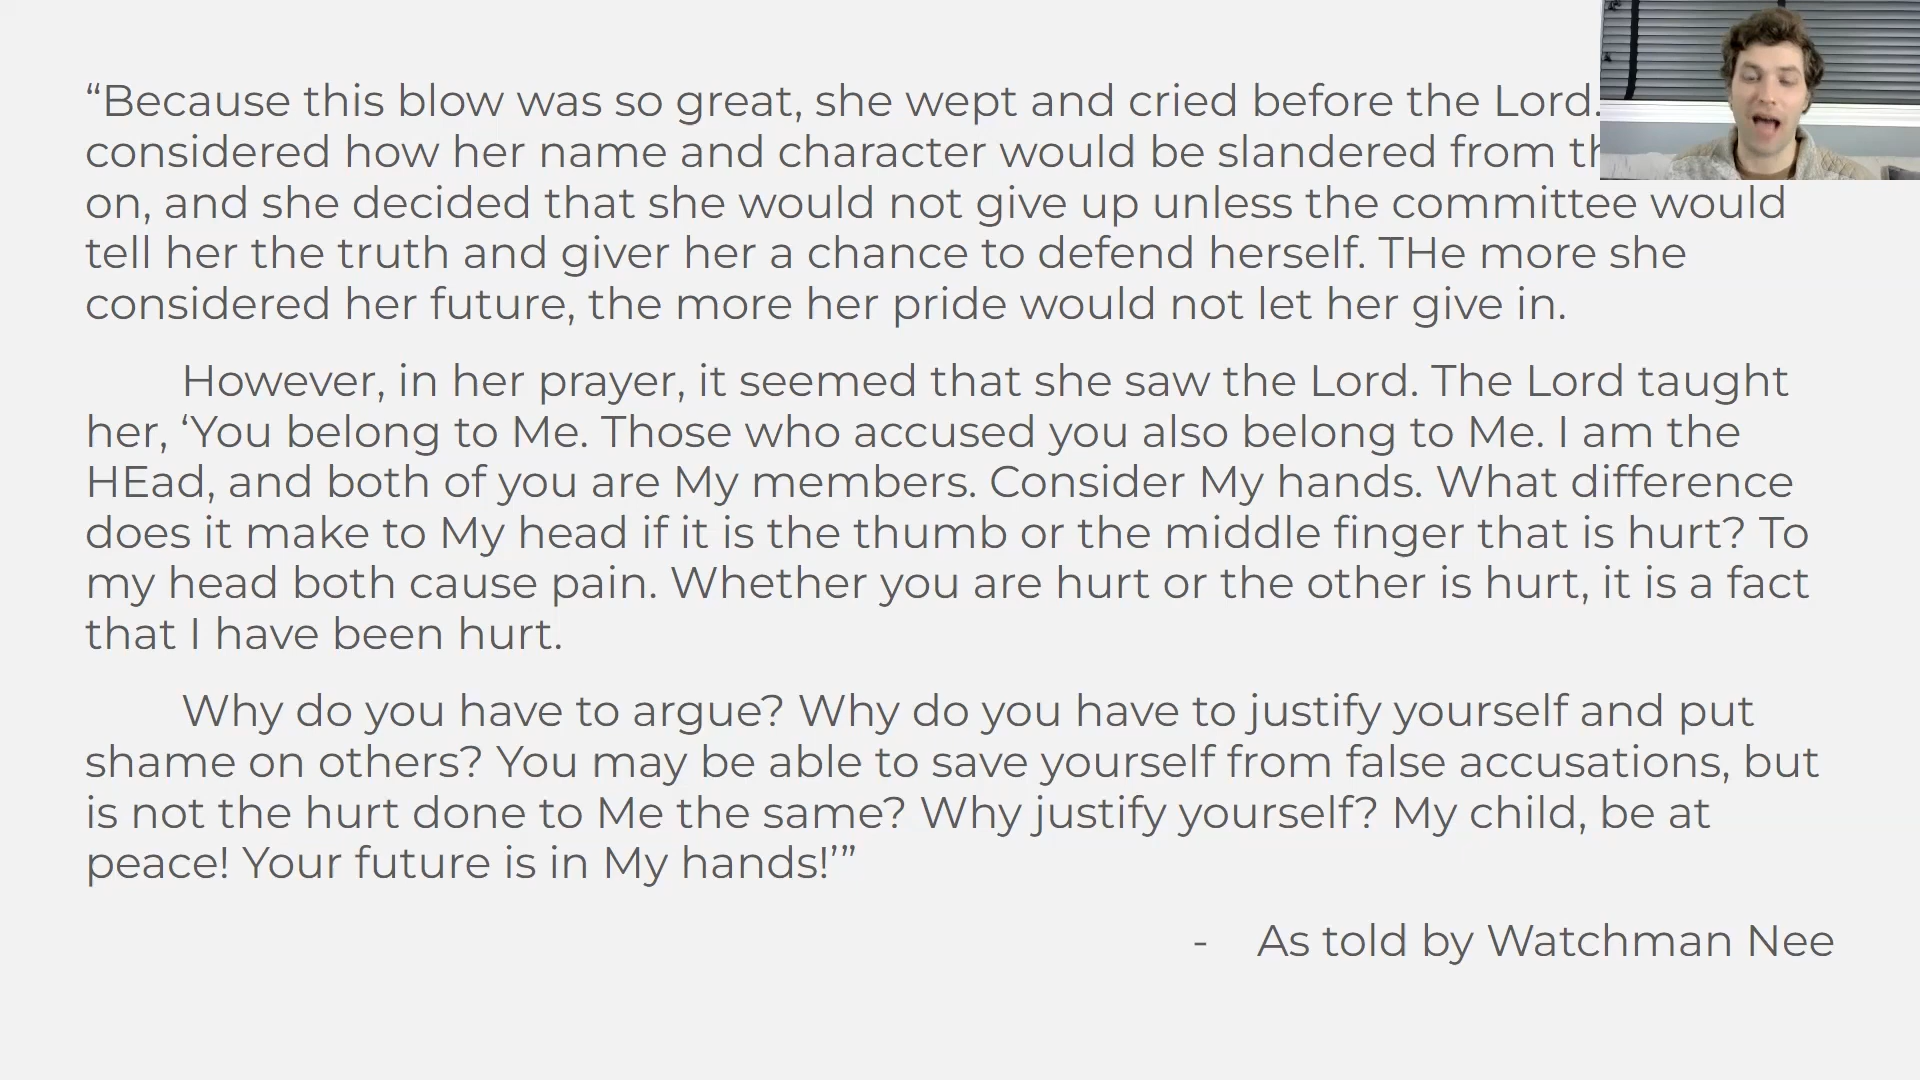 “Because this blow was so great, she wept and cried before the Lord.
considered how her name and character would be slandered from
on, and she decided that she would not give up unless the committee would
tell her the truth and giver her a chance to defend herself. THe more she
considered her future, the more her pride would not let her give in.
However, in her prayer, it seemed that she saw the Lord. The Lord taught
her, ‘You belong to Me. Those who accused you also belong to Me. I am the
HEad, and both of you are My members. Consider My hands. What difference
does it make to My head if it is the thumb or the middle finger that is hurt? To
my head both cause pain. Whether you are hurt or the other is hurt, it is a fact
that I have been hurt.
Why do you have to argue? Why do you have to justify yourself and put
shame on others? You may be able to save yourself from false accusations, but
is not the hurt done to Me the same? Why justify yourself? My child, be at
peace! Your future is in My hands!’”
- As told by Watchman Nee